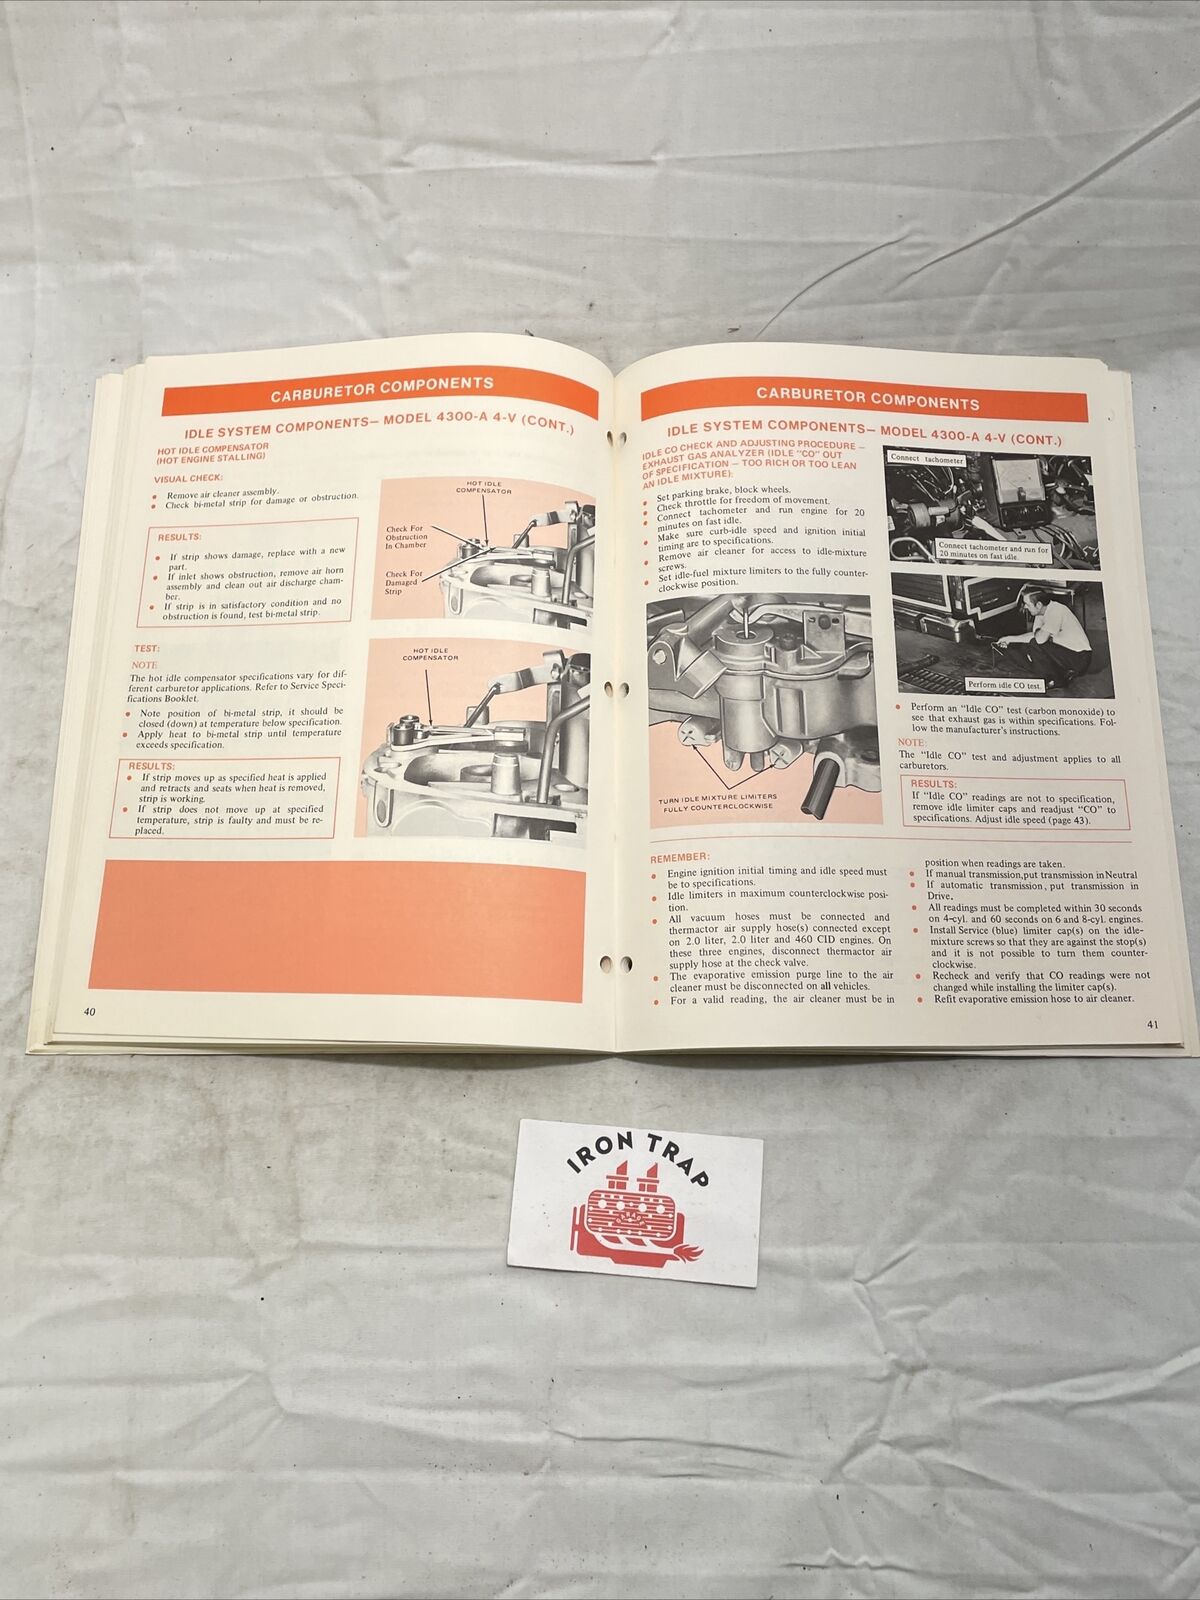 CARBURETOR COMPONENTS
IDLE SYSTEM COMPONENTS— MODEL 4300-A 4-V (CONT.)
HOT IDLE COMPENSATOR
(HOT ENGINE STALLING)
VISUAL CHECK:
• Remove air cleaner assembly.
• Check bi-metal strip for damage or obstruction.
RESULTS:
• If strip shows damage, replace with a new
part.
• If inlet shows obstruction, remove air horn
assembly and clean out air discharge cham-
ber.
• If strip is in satisfactory condition and no
obstruction is found, test bi-metal strip.
HOT IDLE
COMPENSATOR
Check For
Obstruction
In Chamber
Check For
Damaged
Strip
TEST:
NOTE
The hot idle compensator specifications vary for dif-
ferent carburetor applications. Refer to Service Speci-
fications Booklet.
• Note position of bi-metal strip, it should be
closed (down) at temperature below specification.
• Apply heat to bi-metal strip until temperature
exceeds specification.
RESULTS:
• If strip moves up as specified heat is applied
and retracts and seats when heat is removed,
strip is working.
• If strip does not move up at specified
temperature, strip is faulty and must be re-
placed.
HOT IDLE
COMPENSATOR
40
CARBURETOR COMPONENTS
IDLE SYSTEM COMPONENTS— MODEL 4300-A 4-V (CONT.)
IDLE CO CHECK AND ADJUSTING PROCEDURE —
EXHAUST GAS ANALYZER (IDLE "CO" OUT
OF SPECIFICATION — TOO RICH OR TOO LEAN
AN IDLE MIXTURE):
• Set parking brake, block wheels.
• Check throttle for freedom of movement.
• Connect tachometer and run engine for 20
minutes on fast idle.
• Make sure curb-idle speed and ignition initial
timing are to specifications.
• Remove air cleaner for access to idle-mixture
screws.
• Set idle-fuel mixture limiters to the fully counter-
clockwise position.
TURN IDLE MIXTURE LIMITERS
FULLY COUNTERCLOCKWISE
Connect tachometer
Connect tachometer and run for
20 minutes on fast idle.
Perform idle CO test.
• Perform an "Idle CO" test (carbon monoxide) to
see that exhaust gas is within specifications. Fol-
low the manufacturer's instructions.
NOTE:
The "Idle CO" test and adjustment applies to all
carburetors.
RESULTS:
If "Idle CO" readings are not to specification,
remove idle limiter caps and readjust "CO" to
specifications. Adjust idle speed (page 43).
REMEMBER:
• Engine ignition initial timing and idle speed must
be to specifications.
• Idle limiters in maximum counterclockwise posi-
tion.
• All vacuum hoses must be connected and
thermactor air supply hose(s) connected except
on 2.0 liter, 2.0 liter and 460 CID engines. On
these three engines, disconnect thermactor air
supply hose at the check valve.
• The evaporative emission purge line to the air
cleaner must be disconnected on all vehicles.
• For a valid reading, the air cleaner must be in
position when readings are taken.
• If manual transmission,put transmission in Neutral
• If automatic transmission, put transmission in
Drive.
• All readings must be completed within 30 seconds
on 4-cyl. and 60 seconds on 6 and 8-cyl. engines.
• Install Service (blue) limiter cap(s) on the idle-
mixture screws so that they are against the stop(s)
and it is not possible to turn them counter-
clockwise.
• Recheck and verify that CO readings were not
changed while installing the limiter cap(s).
• Refit evaporative emission hose to air cleaner.
41
IRON TRAP
GARAGE